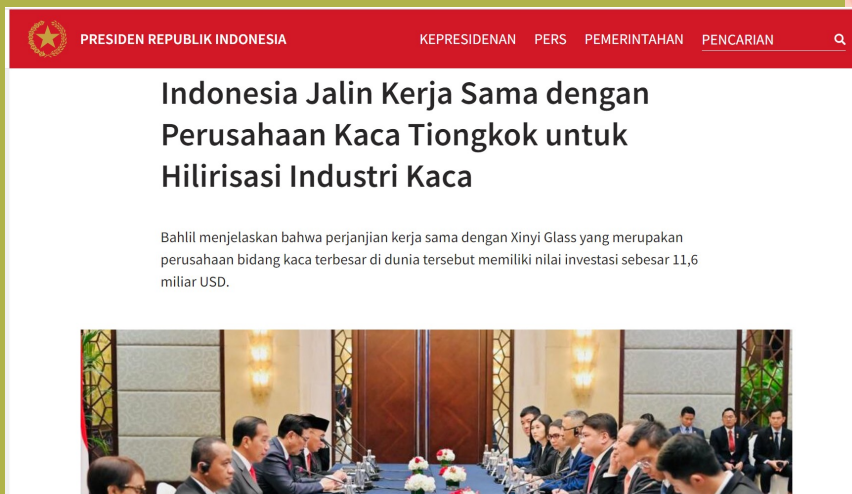 PRESIDEN REPUBLIK INDONESIA KEPRESIDENAN PERS PEMERINTAHAN PENCARIAN
Indonesia Jalin Kerja Sama dengan
Perusahaan Kaca Tiongkok untuk
Hilirisasi Industri Kaca
Bahlil menjelaskan bahwa perjanjian kerja sama dengan Xinyi Glass yang merupakan
perusahaan bidang kaca terbesar di dunia tersebut memiliki nilai investasi sebesar 11,6
miliar USD.